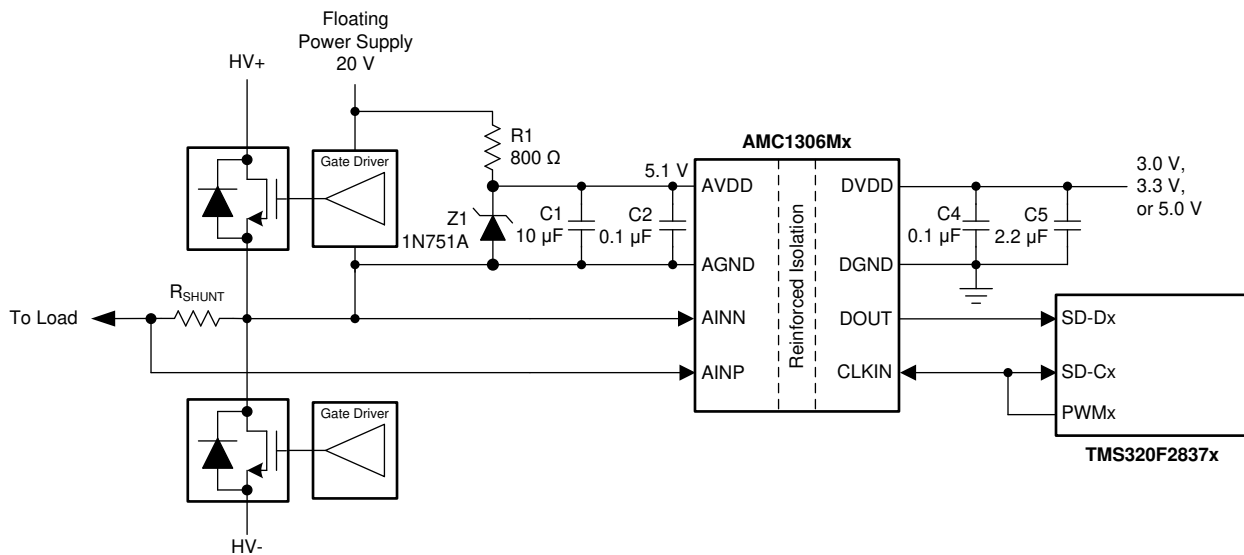 Floating
Power Supply
20 V
HV+
R1
800 Ω
Gate Driver
AMC1306Mx
5.1 V
AVDD
DVDD
3.0 V,
3.3 V,
or 5.0 V
Z1
1N751A
C1
10 µF
C2
0.1 µF
C4
0.1 µF
C5
2.2 µF
AGND
DGND
Reinforced Isolation
RSHUNT
To Load
AINN
DOUT
SD-Dx
AINP
CLKIN
SD-Cx
PWMx
Gate Driver
TMS320F2837x
HV-